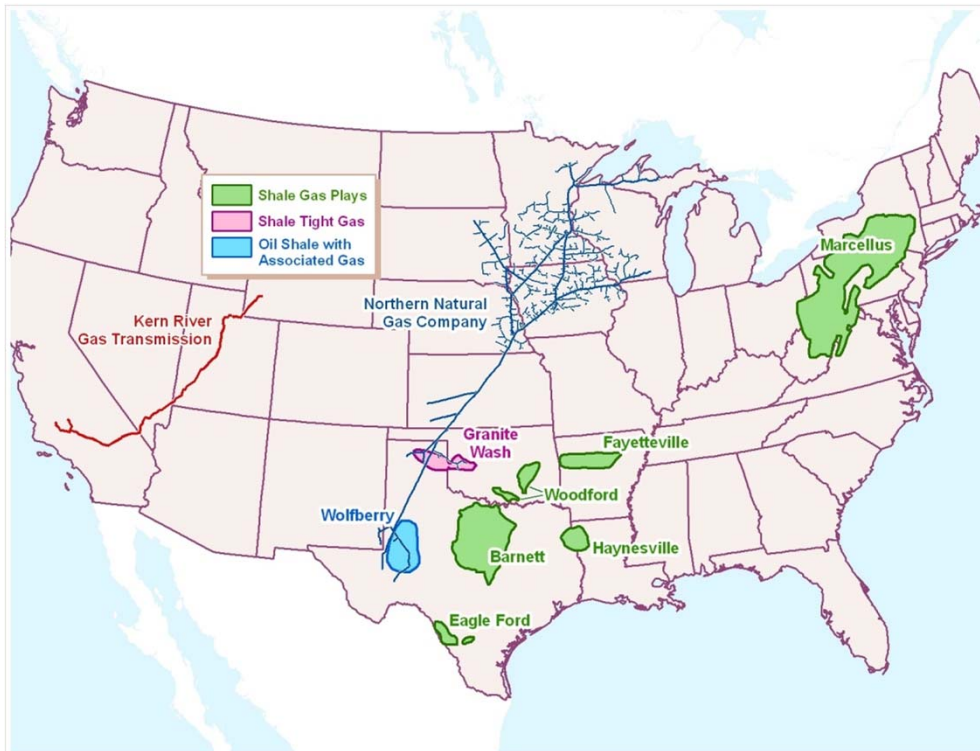 Shale Gas Plays
Shale Tight Gas
Oil Shale with
Associated Gas
Marcellus
Northern Natural
Gas Company
Kern River
Gas Transmission
Granite
Wash
Fayetteville
Woodford
Wolfberry
Barnett
Haynesville
Eagle Ford